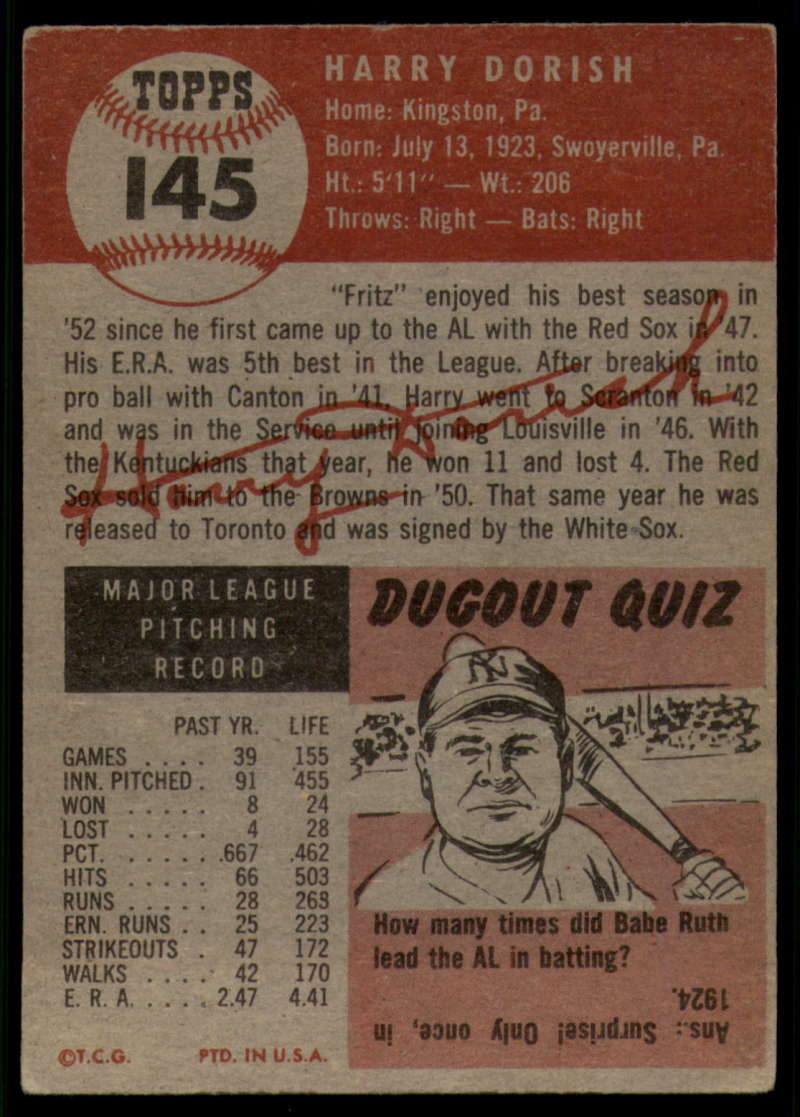 TOPPS
145
HARRY DORISH
Home: Kingston, Pa.
Born: July 13, 1923, Swoyerville, Pa.
Ht.: 5'11" — Wt.: 206
Throws: Right — Bats: Right
"Fritz" enjoyed his best season in
'52 since he first came up to the AL with the Red Sox in '47.
His E.R.A. was 5th best in the League. After breaking into
pro ball with Canton in '41, Harry went to Scranton in '42
and was in the Service until joining Louisville in '46. With
the Kentuckians that year, he won 11 and lost 4. The Red
Sox sold him to the Browns in '50. That same year he was
released to Toronto and was signed by the White Sox.
Harry Dorish
MAJOR LEAGUE
PITCHING
RECORD
PAST YR. LIFE
GAMES . . . . 39 155
INN. PITCHED . 91 455
WON . . . . . 8 24
LOST . . . . . 4 28
PCT. . . . . . .667 .462
HITS . . . . . 66 503
RUNS . . . . . 28 263
ERN. RUNS . . 25 223
STRIKEOUTS . 47 172
WALKS . . . . 42 170
E. R. A. . . . . 2.47 4.41
©T.C.G. PTD. IN U.S.A.
DUGOUT QUIZ
NY
How many times did Babe Ruth
lead the AL in batting?
Ans.: Surprise! Only once, in
1924.